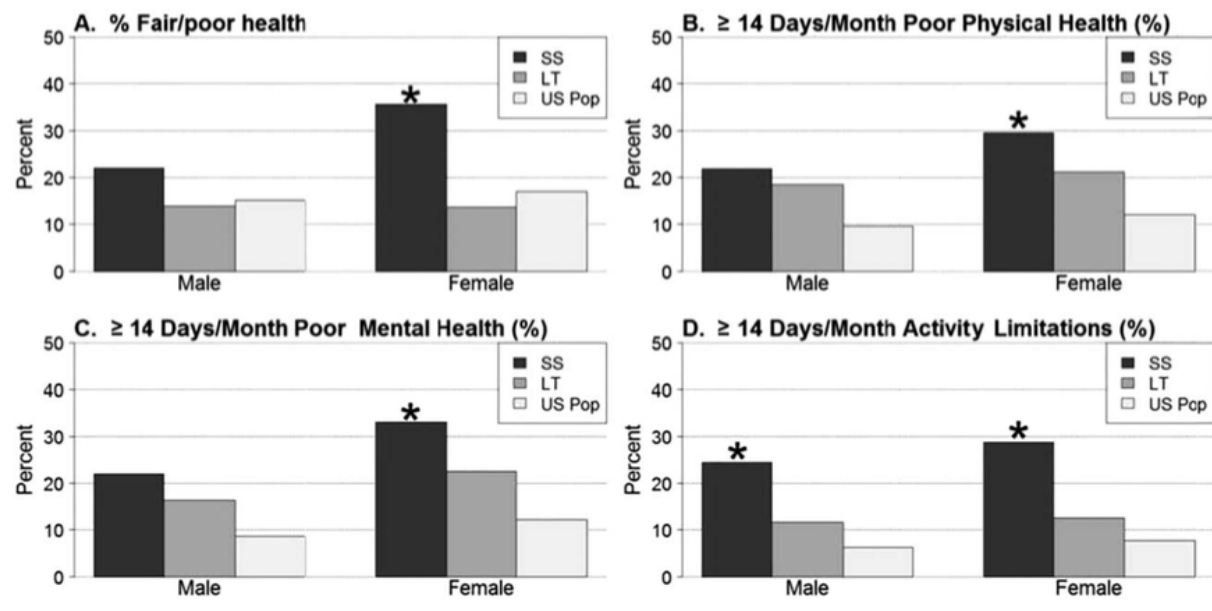 A. % Fair/poor health
50
40
30
20
10
0
Percent
SS
LT
US Pop
*
Male
Female
B. ≥ 14 Days/Month Poor Physical Health (%)
50
40
30
20
10
0
Percent
SS
LT
US Pop
*
Male
Female
C. ≥ 14 Days/Month Poor Mental Health (%)
50
40
30
20
10
0
Percent
SS
LT
US Pop
*
Male
Female
D. ≥ 14 Days/Month Activity Limitations (%)
50
40
30
20
10
0
Percent
SS
LT
US Pop
*
*
Male
Female